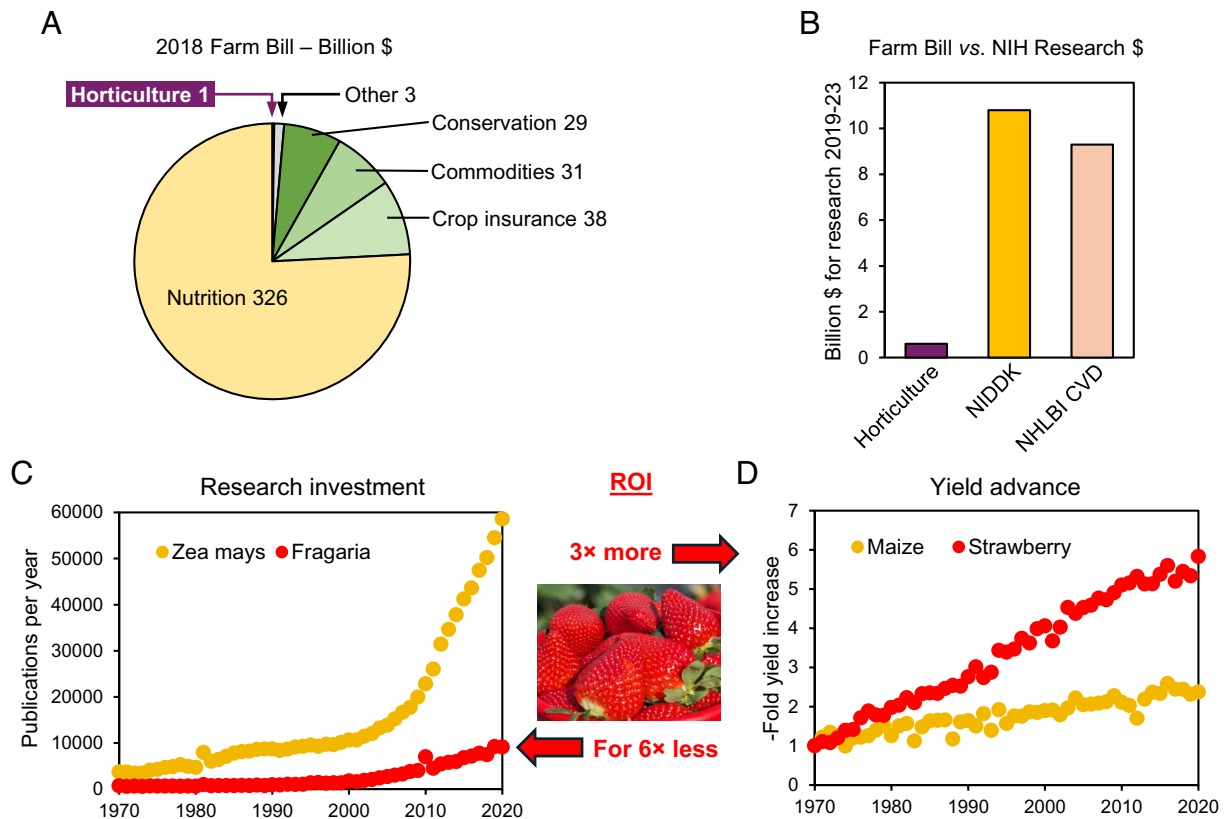 A
2018 Farm Bill – Billion $
Horticulture 1
Other 3
Conservation 29
Commodities 31
Crop insurance 38
Nutrition 326
B
Farm Bill vs. NIH Research $
Billion $ for research 2019-23
12
10
8
6
4
2
0
Horticulture
NIDDK
NHLBI CVD
C
Research investment
Publications per year
60000
50000
40000
30000
20000
10000
0
Zea mays
Fragaria
1970
1980
1990
2000
2010
2020
ROI
3× more
For 6× less
D
Yield advance
-Fold yield increase
7
6
5
4
3
2
1
0
Maize
Strawberry
1970
1980
1990
2000
2010
2020